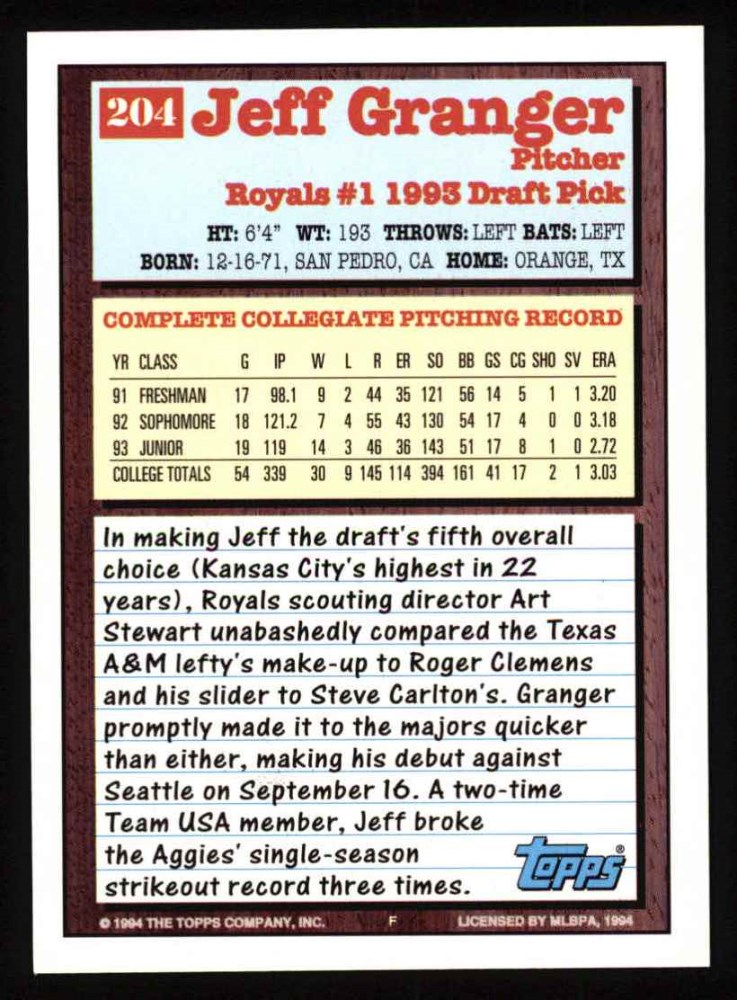 204 Jeff Granger
Pitcher
Royals #1 1993 Draft Pick
HT: 6'4" WT: 193 THROWS: LEFT BATS: LEFT
BORN: 12-16-71, SAN PEDRO, CA HOME: ORANGE, TX
COMPLETE COLLEGIATE PITCHING RECORD
YR CLASS G IP W L R ER SO BB GS CG SHO SV ERA
91 FRESHMAN 17 98.1 9 2 44 35 121 56 14 5 1 1 3.20
92 SOPHOMORE 18 121.2 7 4 55 43 130 54 17 4 0 0 3.18
93 JUNIOR 19 119 14 3 46 36 143 51 17 8 1 0 2.72
COLLEGE TOTALS 54 339 30 9 145 114 394 161 41 17 2 1 3.03
In making Jeff the draft's fifth overall
choice (Kansas City's highest in 22
years), Royals scouting director Art
Stewart unabashedly compared the Texas
A&M lefty's make-up to Roger Clemens
and his slider to Steve Carlton's. Granger
promptly made it to the majors quicker
than either, making his debut against
Seattle on September 16. A two-time
Team USA member, Jeff broke
the Aggies' single-season
strikeout record three times.
topps®
© 1994 THE TOPPS COMPANY, INC. F LICENSED BY MLBPA, 1994